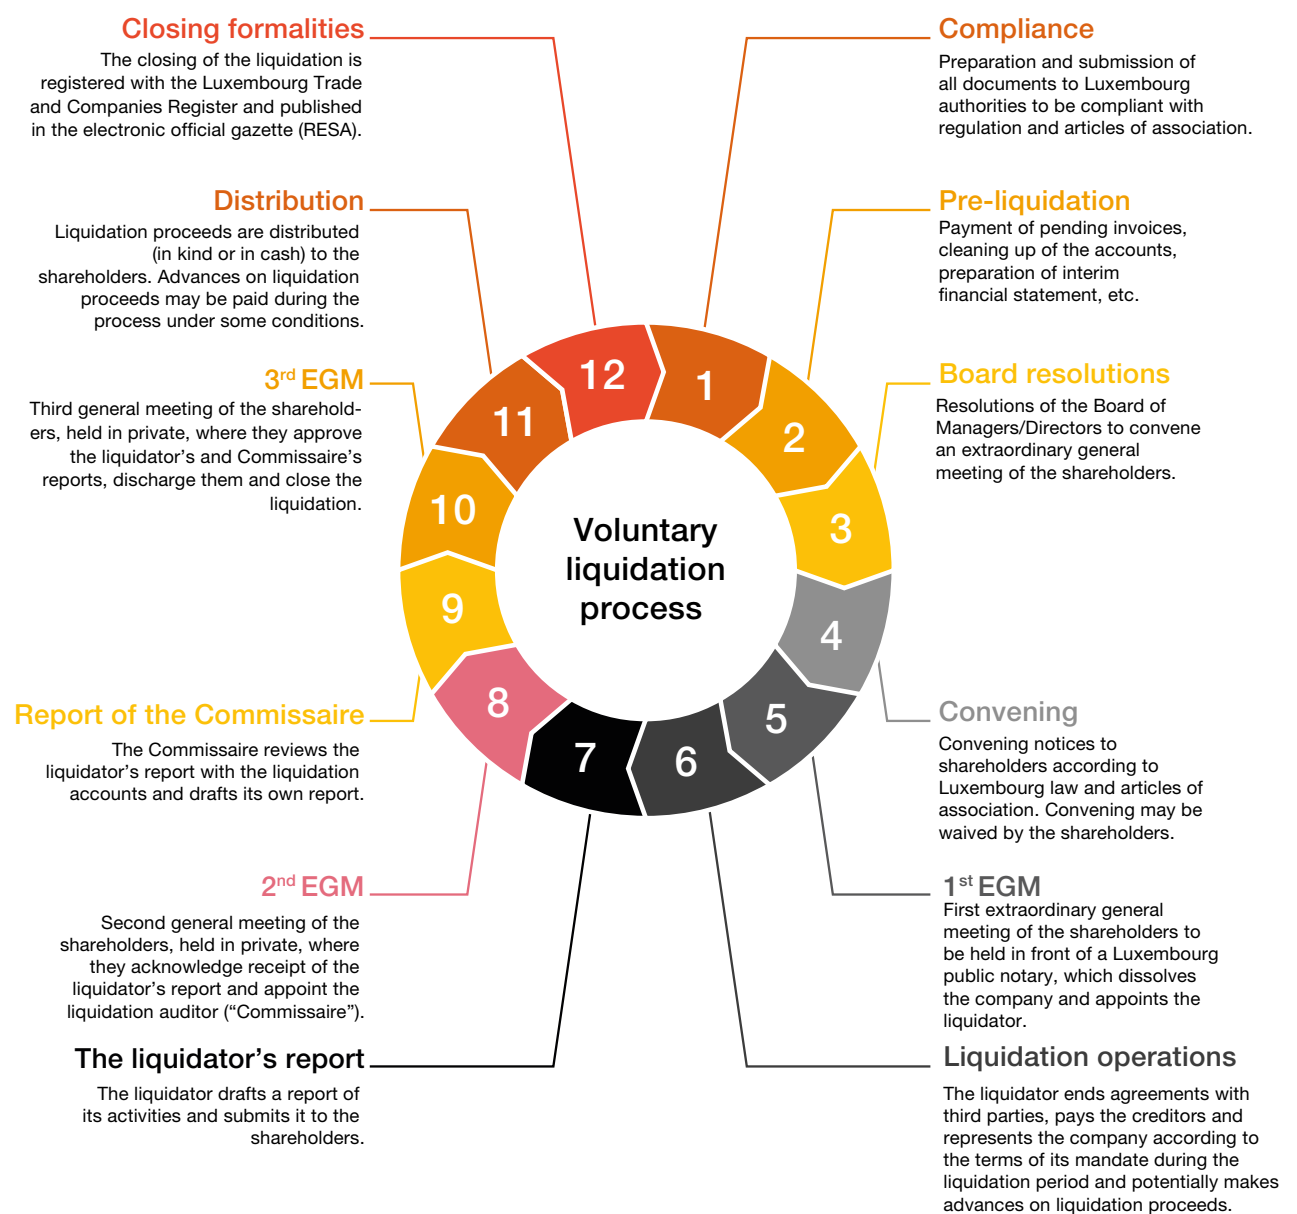 Closing formalities
The closing of the liquidation is
registered with the Luxembourg Trade
and Companies Register and published
in the electronic official gazette (RESA).
Distribution
Liquidation proceeds are distributed
(in kind or in cash) to the
shareholders. Advances on liquidation
proceeds may be paid during the
process under some conditions.
3rd EGM
Third general meeting of the sharehold-
ers, held in private, where they approve
the liquidator's and Commissaire's
reports, discharge them and close the
liquidation.
Report of the Commissaire
The Commissaire reviews the
liquidator's report with the liquidation
accounts and drafts its own report.
2nd EGM
Second general meeting of the
shareholders, held in private, where
they acknowledge receipt of the
liquidator's report and appoint the
liquidation auditor (“Commissaire”).
The liquidator's report
The liquidator drafts a report of
its activities and submits it to the
shareholders.
12
1
11
2
10
3
9
4
8
5
7
6
Voluntary
liquidation
process
Compliance
Preparation and submission of
all documents to Luxembourg
authorities to be compliant with
regulation and articles of association.
Pre-liquidation
Payment of pending invoices,
cleaning up of the accounts,
preparation of interim
financial statement, etc.
Board resolutions
Resolutions of the Board of
Managers/Directors to convene
an extraordinary general
meeting of the shareholders.
Convening
Convening notices to
shareholders according to
Luxembourg law and articles of
association. Convening may be
waived by the shareholders.
1st EGM
First extraordinary general
meeting of the shareholders to
be held in front of a Luxembourg
public notary, which dissolves
the company and appoints the
liquidator.
Liquidation operations
The liquidator ends agreements with
third parties, pays the creditors and
represents the company according to
the terms of its mandate during the
liquidation period and potentially makes
advances on liquidation proceeds.